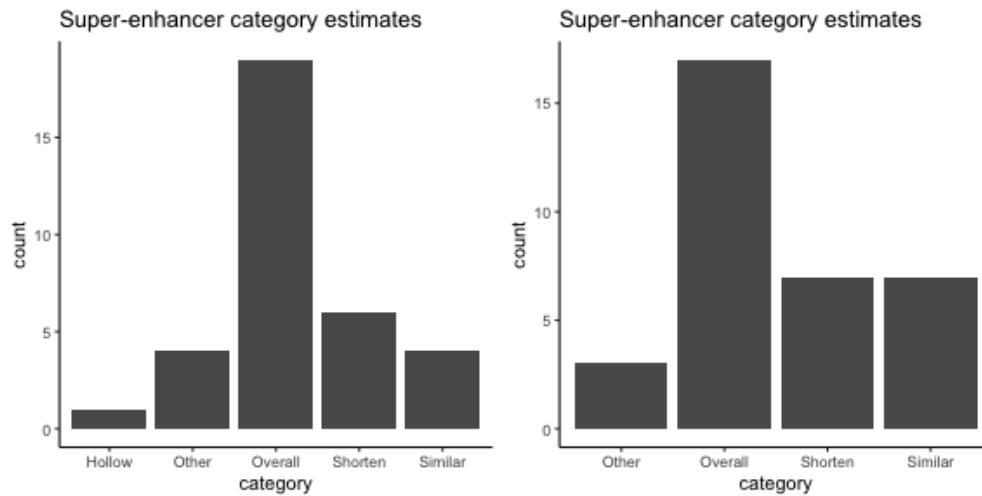 Super-enhancer category estimates
count
15
10
5
0
Hollow Other Overall Shorten Similar
category
Super-enhancer category estimates
count
15
10
5
0
Other Overall Shorten Similar
category